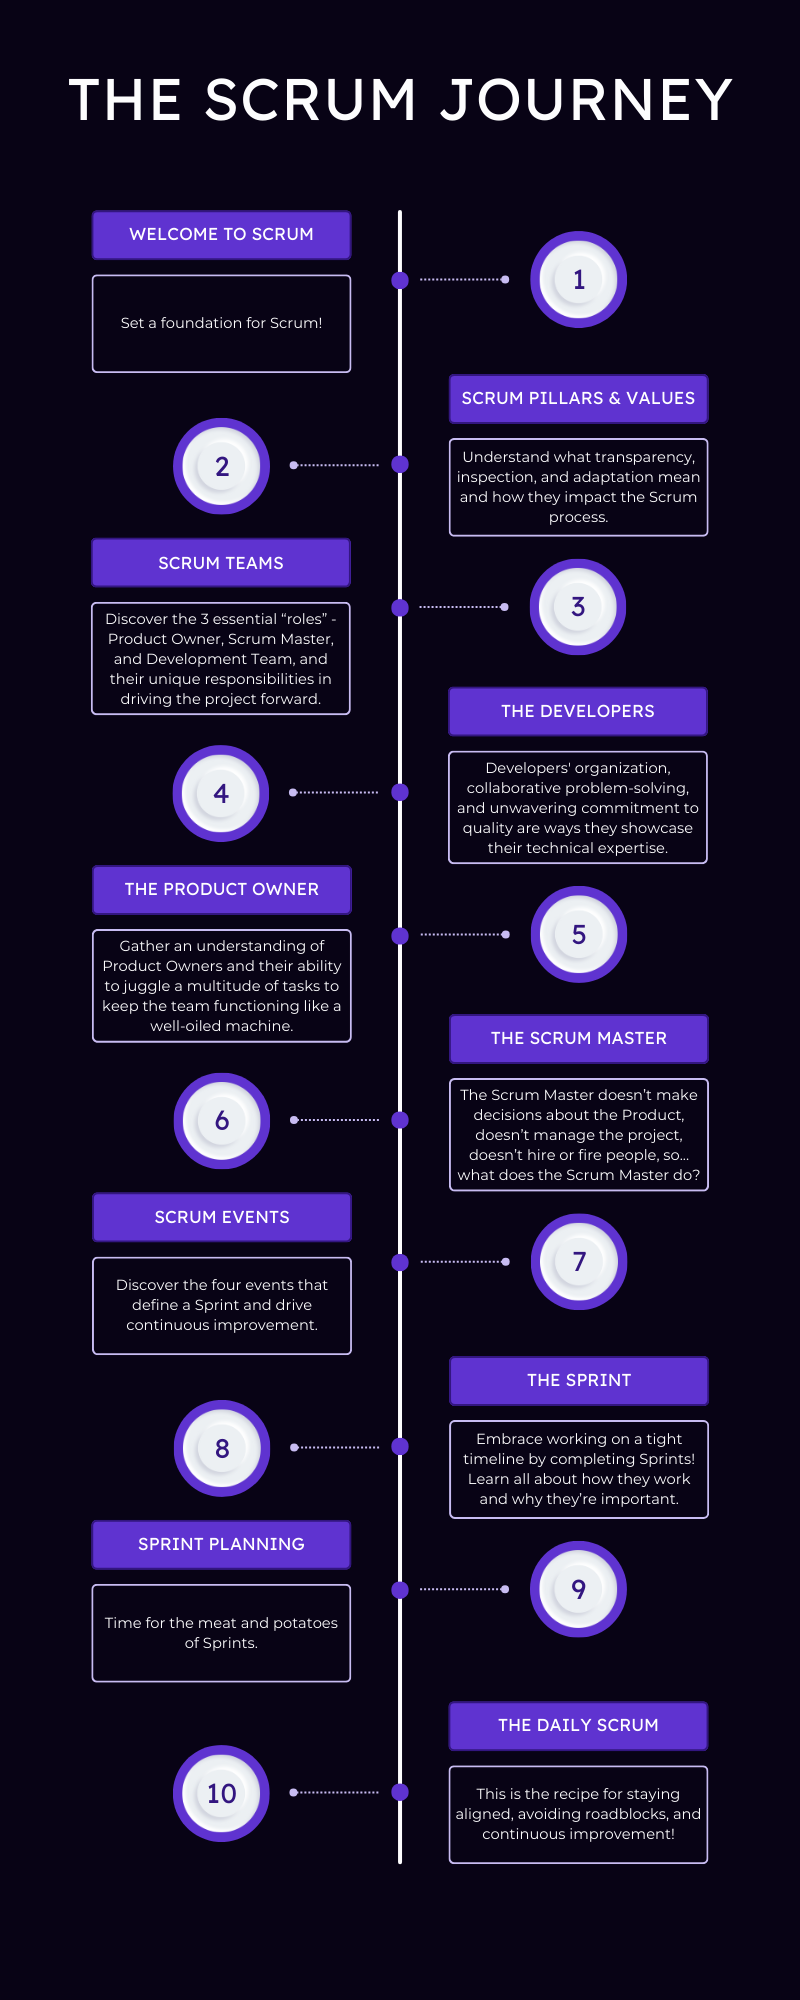 THE SCRUM JOURNEY
WELCOME TO SCRUM
1
Set a foundation for Scrum!
SCRUM PILLARS & VALUES
2
Understand what transparency,
inspection, and adaptation mean
and how they impact the Scrum
process.
SCRUM TEAMS
3
Discover the 3 essential “roles” -
Product Owner, Scrum Master,
and Development Team, and
their unique responsibilities in
driving the project forward.
THE DEVELOPERS
4
Developers' organization,
collaborative problem-solving,
and unwavering commitment to
quality are ways they showcase
their technical expertise.
THE PRODUCT OWNER
5
Gather an understanding of
Product Owners and their ability
to juggle a multitude of tasks to
keep the team functioning like a
well-oiled machine.
THE SCRUM MASTER
6
The Scrum Master doesn’t make
decisions about the Product,
doesn’t manage the project,
doesn’t hire or fire people, so...
what does the Scrum Master do?
SCRUM EVENTS
7
Discover the four events that
define a Sprint and drive
continuous improvement.
THE SPRINT
8
Embrace working on a tight
timeline by completing Sprints!
Learn all about how they work
and why they’re important.
SPRINT PLANNING
9
Time for the meat and potatoes
of Sprints.
THE DAILY SCRUM
10
This is the recipe for staying
aligned, avoiding roadblocks, and
continuous improvement!